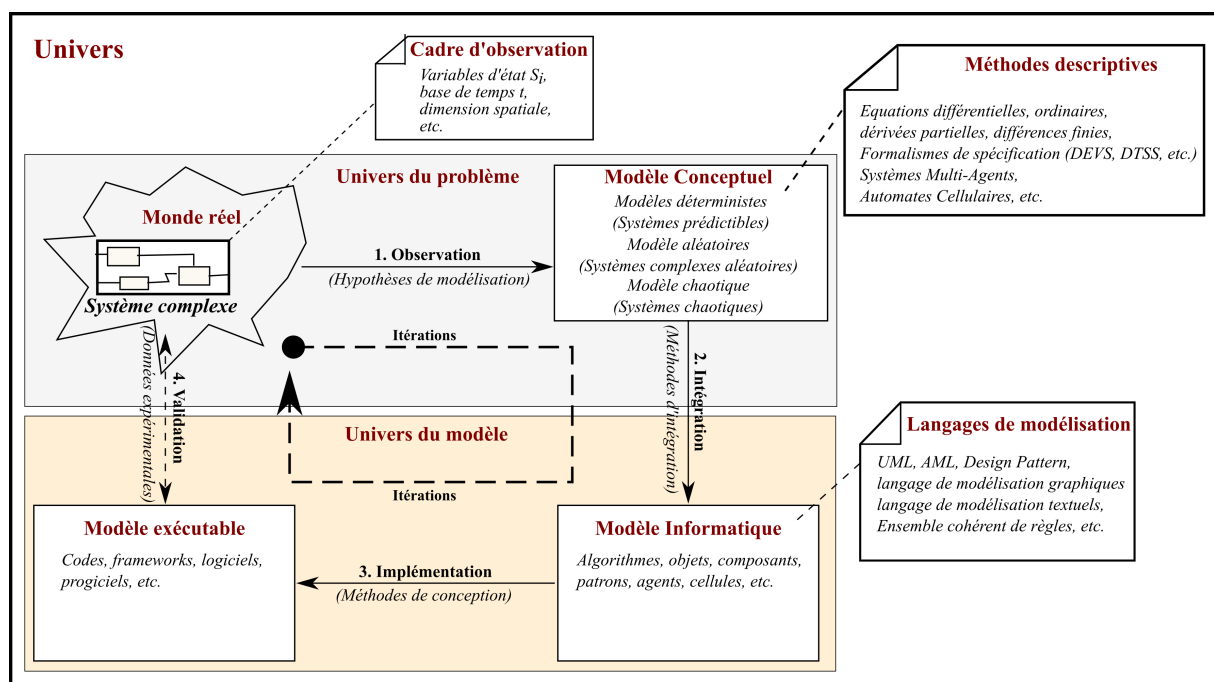 Univers
Cadre d'observation
Variables d'état Si,
base de temps t,
dimension spatiale,
etc.
Méthodes descriptives
Equations différentielles, ordinaires,
dérivées partielles, différences finies,
Formalismes de spécification (DEVS, DTSS, etc.)
Systèmes Multi-Agents,
Automates Cellulaires, etc.
Univers du problème
Monde réel
Système complexe
1. Observation
(Hypothèses de modélisation)
Modèle Conceptuel
Modèles déterministes
(Systèmes prédictibles)
Modèle aléatoires
(Systèmes complexes aléatoires)
Modèle chaotique
(Systèmes chaotiques)
Itérations
2. Intégration
(Méthodes d'intégration)
4. Validation
(Données expérimentales)
Univers du modèle
Itérations
Langages de modélisation
UML, AML, Design Pattern,
langage de modélisation graphiques
langage de modélisation textuels,
Ensemble cohérent de règles, etc.
Modèle exécutable
Codes, frameworks, logiciels,
progiciels, etc.
3. Implémentation
(Méthodes de conception)
Modèle Informatique
Algorithmes, objets, composants,
patrons, agents, cellules, etc.